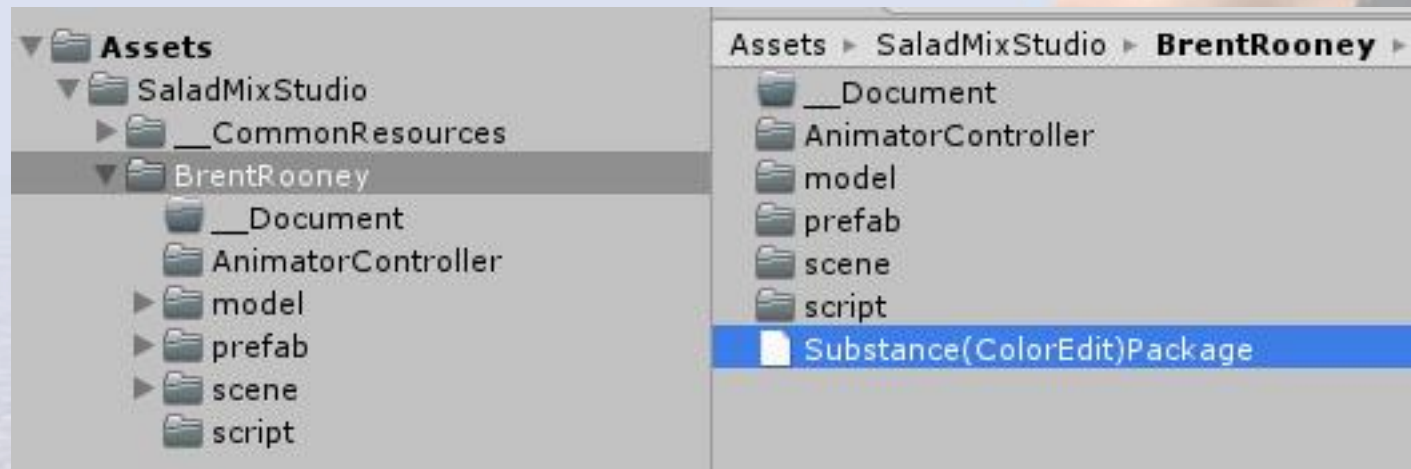 Assets
SaladMixStudio
__CommonResources
BrentRooney
__Document
AnimatorController
model
prefab
scene
script
Assets ▸ SaladMixStudio ▸ BrentRooney ▸
__Document
AnimatorController
model
prefab
scene
script
Substance(ColorEdit)Package